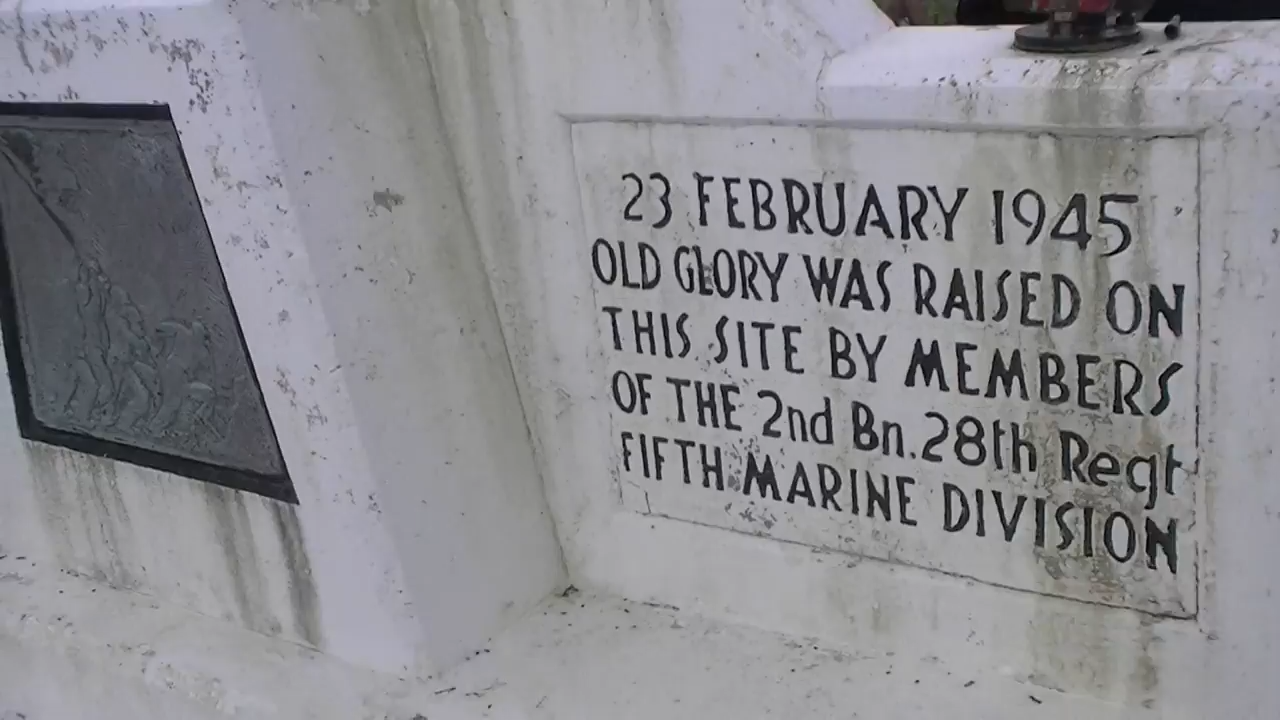 23 FEBRUARY 1945
OLD GLORY WAS RAISED ON
THIS SITE BY MEMBERS
OF THE 2nd Bn. 28th Regt
FIFTH MARINE DIVISION